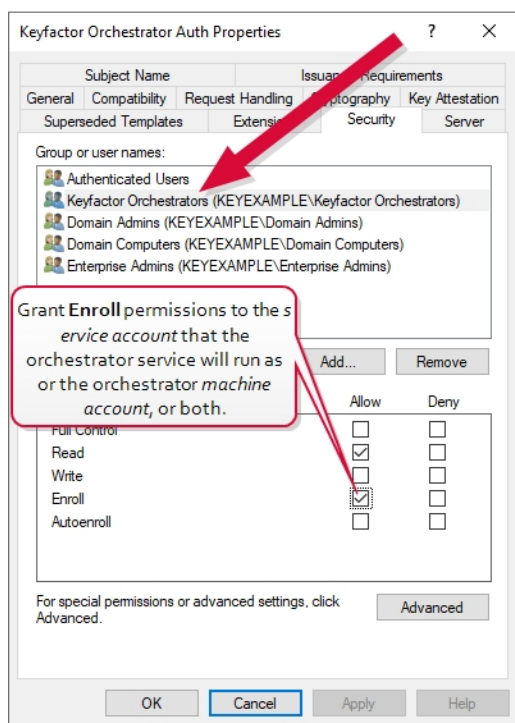 Keyfactor Orchestrator Auth Properties ? ✕
Subject Name Issuance Requirements
General Compatibility Request Handling Cryptography Key Attestation
Superseded Templates Extensions Security Server
Group or user names:
Authenticated Users
Keyfactor Orchestrators (KEYEXAMPLE\Keyfactor Orchestrators)
Domain Admins (KEYEXAMPLE\Domain Admins)
Domain Computers (KEYEXAMPLE\Domain Computers)
Enterprise Admins (KEYEXAMPLE\Enterprise Admins)
Grant Enroll permissions to the s
ervice account that the
orchestrator service will run as
or the orchestrator machine
account, or both.
Add... Remove
Allow Deny
Full Control
Read
Write
Enroll
Autoenroll
For special permissions or advanced settings, click
Advanced.
Advanced
OK Cancel Apply Help